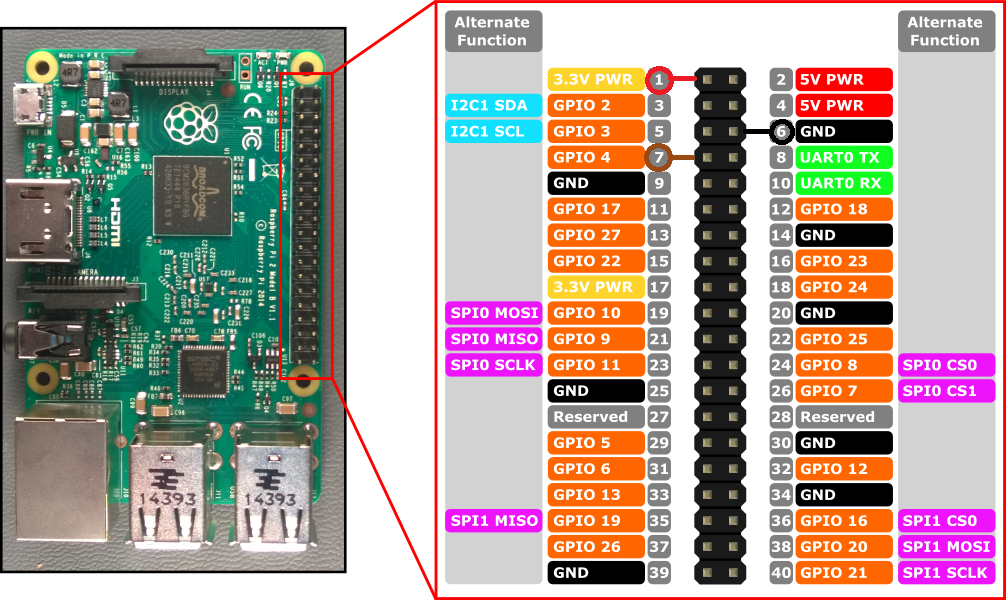 Alternate
Function
Alternate
Function
3.3V PWR 1 2 5V PWR
I2C1 SDA GPIO 2 3 4 5V PWR
I2C1 SCL GPIO 3 5 6 GND
GPIO 4 7 8 UART0 TX
GND 9 10 UART0 RX
GPIO 17 11 12 GPIO 18
GPIO 27 13 14 GND
GPIO 22 15 16 GPIO 23
3.3V PWR 17 18 GPIO 24
SPI0 MOSI GPIO 10 19 20 GND
SPI0 MISO GPIO 9 21 22 GPIO 25
SPI0 SCLK GPIO 11 23 24 GPIO 8 SPI0 CS0
GND 25 26 GPIO 7 SPI0 CS1
Reserved 27 28 Reserved
GPIO 5 29 30 GND
GPIO 6 31 32 GPIO 12
GPIO 13 33 34 GND
SPI1 MISO GPIO 19 35 36 GPIO 16 SPI1 CS0
GPIO 26 37 38 GPIO 20 SPI1 MOSI
GND 39 40 GPIO 21 SPI1 SCLK
Made in P.R.C
4R7
4R7
DISPLAY
ACT
PWR
RUN
PWR IN
BROADCOM
HDMI
Raspberry Pi 2 Model B V1.1
© Raspberry Pi 2014
CAMERA
14393
14393